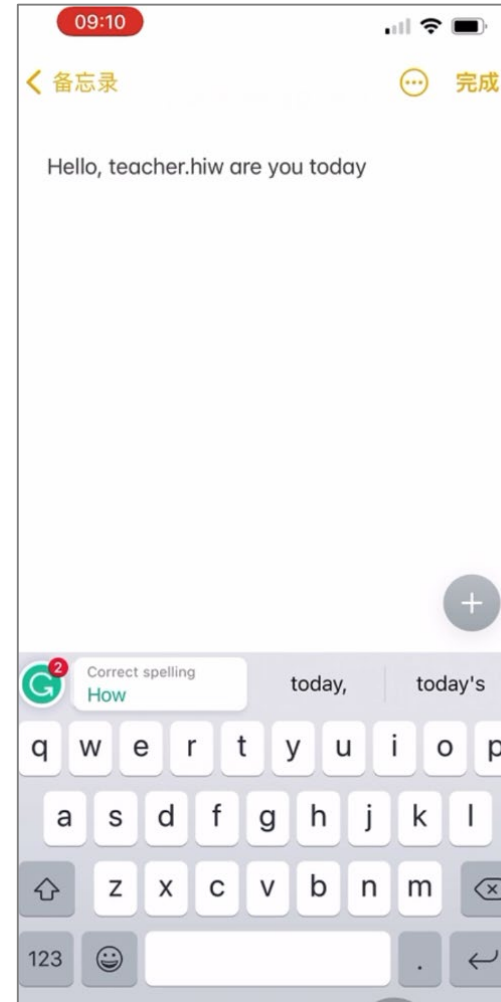 09:10
备忘录
完成
Hello, teacher.hiw are you today
2
Correct spelling
How
today,
today's
q w e r t y u i o p
a s d f g h j k l
z x c v b n m
123 .